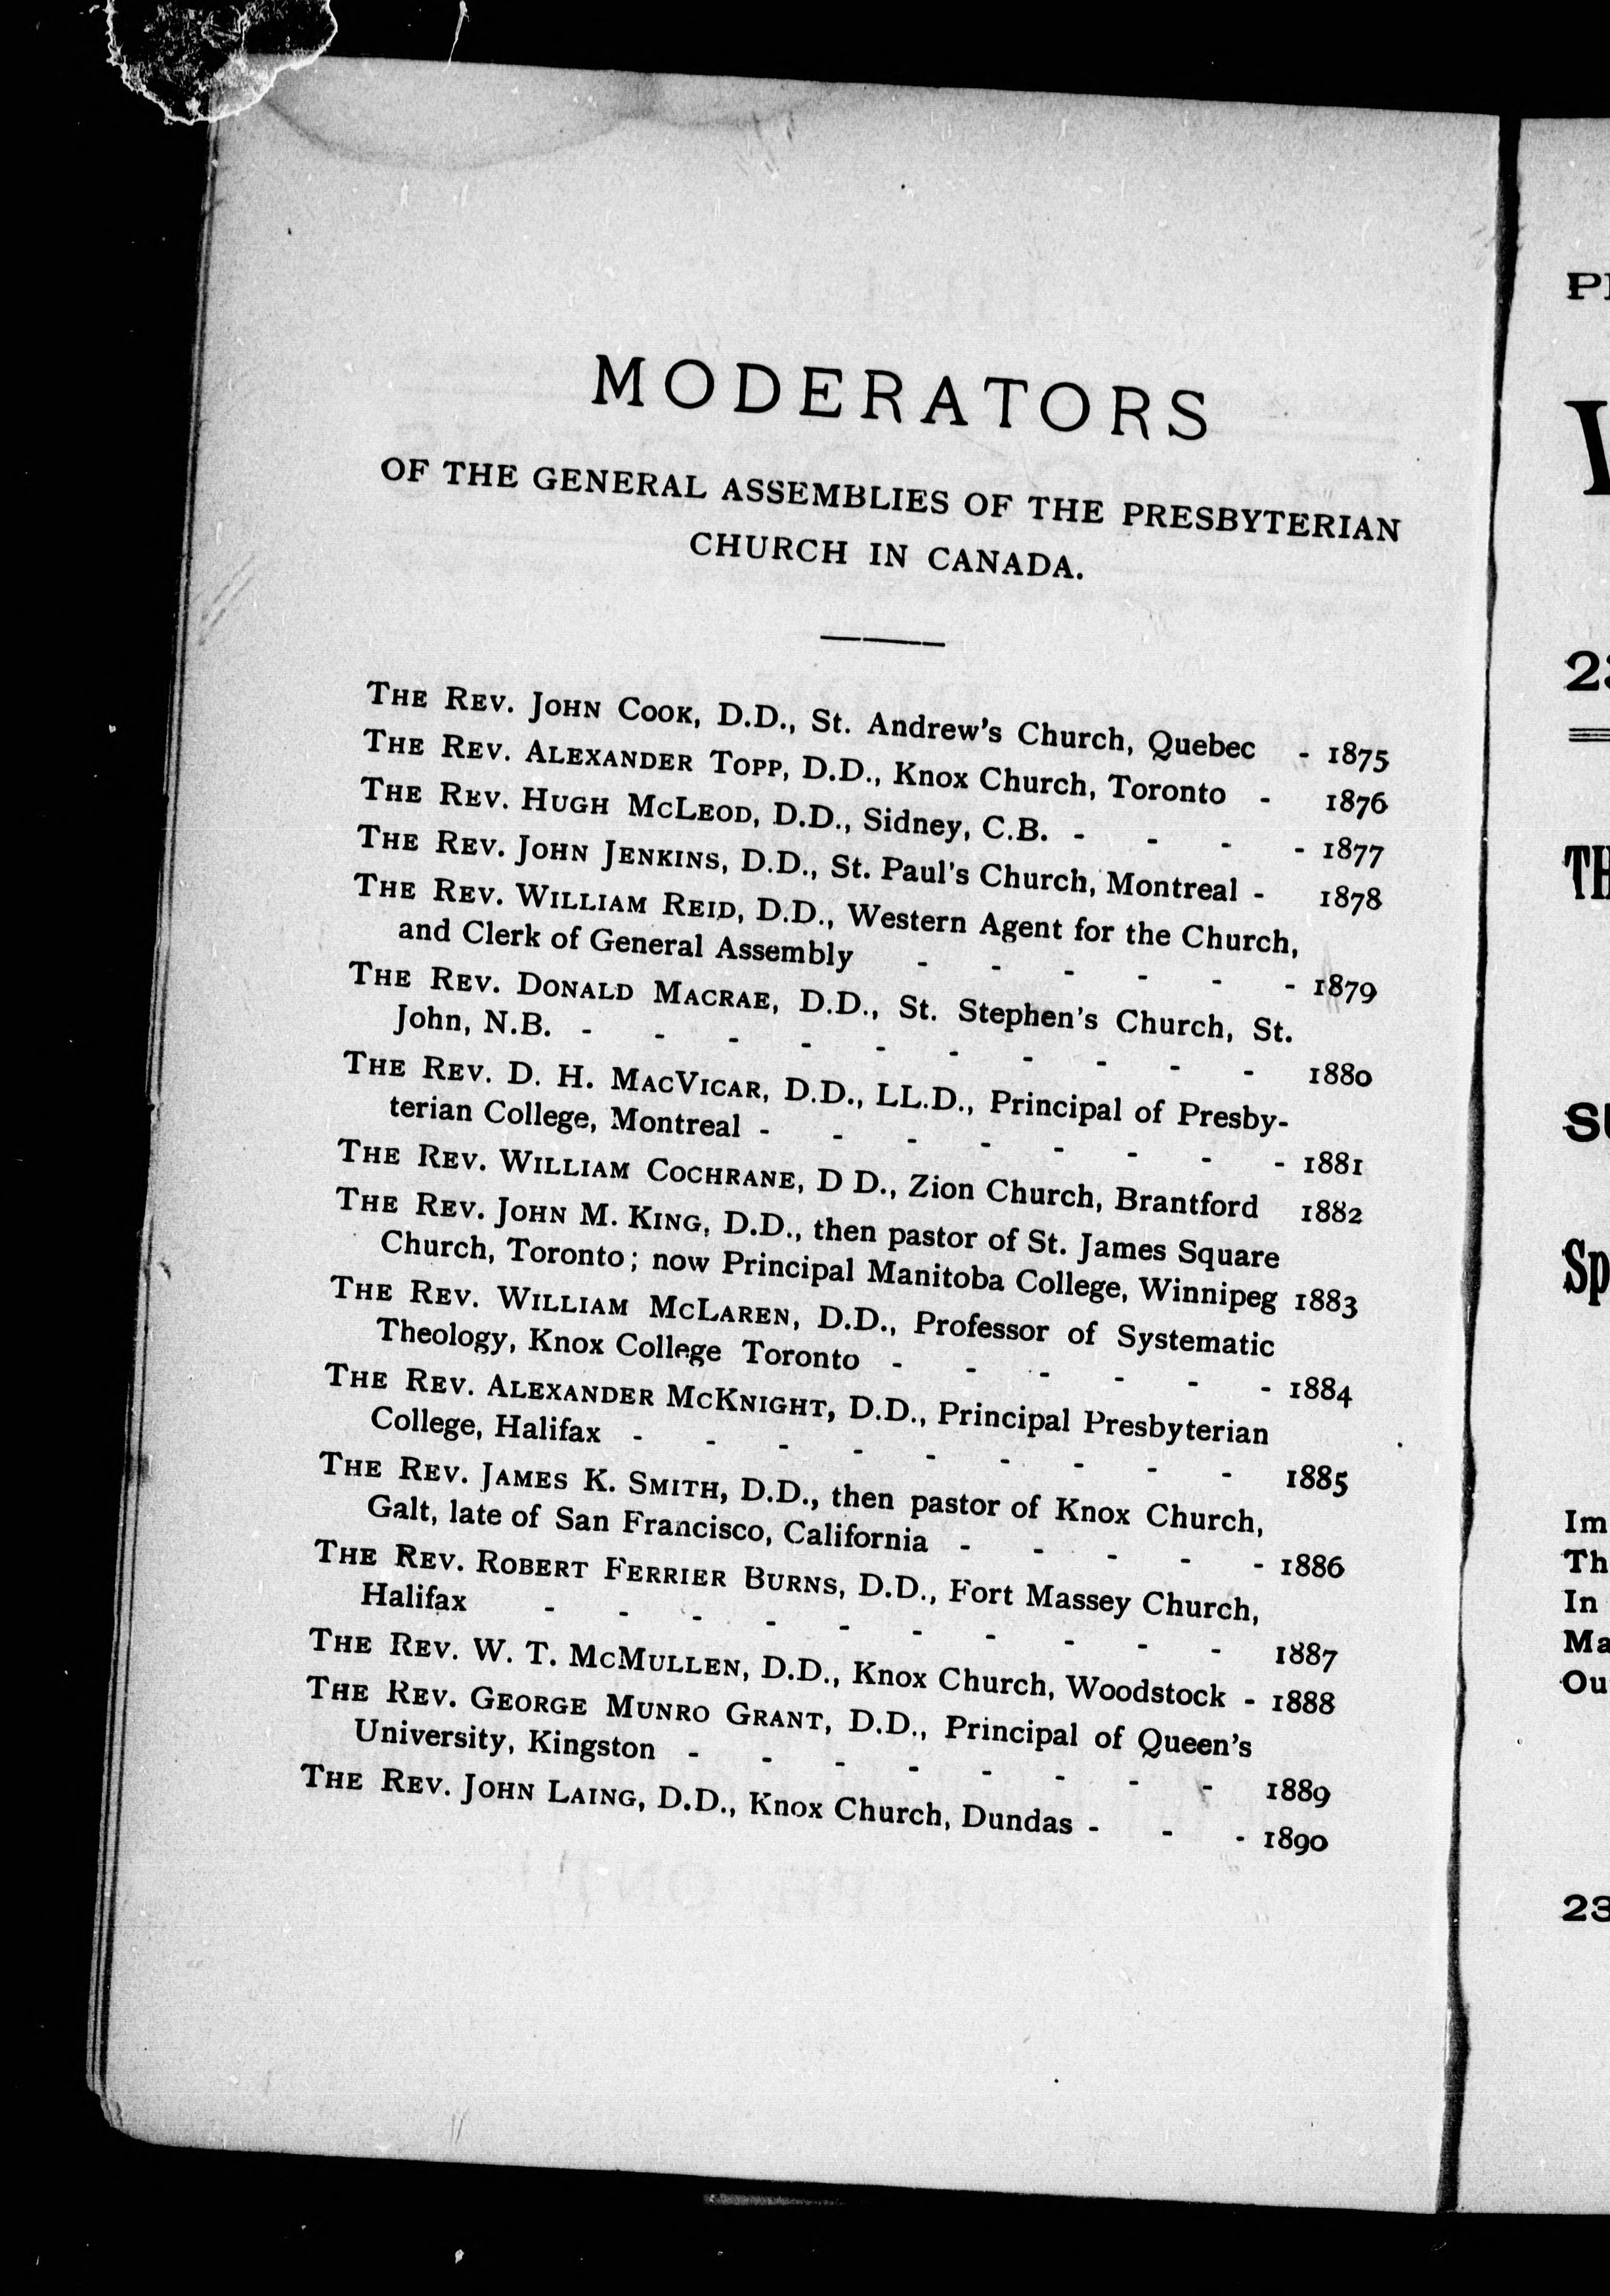 MODERATORS
OF THE GENERAL ASSEMBLIES OF THE PRESBYTERIAN
CHURCH IN CANADA.
THE REV. JOHN COOK, D.D., St. Andrew's Church, Quebec - 1875
THE REV. ALEXANDER TOPP, D.D., Knox Church, Toronto - 1876
THE REV. HUGH MCLEOD, D.D., Sidney, C.B. - - - - 1877
THE REV. JOHN JENKINS, D.D., St. Paul's Church, Montreal - 1878
THE REV. WILLIAM REID, D.D., Western Agent for the Church,
and Clerk of General Assembly - - - - - - 1879
THE REV. DONALD MACRAE, D.D., St. Stephen's Church, St.
John, N.B. - - - - - - - - - - 1880
THE REV. D. H. MACVICAR, D.D., LL.D., Principal of Presby-
terian College, Montreal - - - - - - - - 1881
THE REV. WILLIAM COCHRANE, D D., Zion Church, Brantford 1882
THE REV. JOHN M. KING, D.D., then pastor of St. James Square
Church, Toronto; now Principal Manitoba College, Winnipeg 1883
THE REV. WILLIAM MCLAREN, D.D., Professor of Systematic
Theology, Knox College Toronto - - - - - - 1884
THE REV. ALEXANDER MCKNIGHT, D.D., Principal Presbyterian
College, Halifax - - - - - - - - - 1885
THE REV. JAMES K. SMITH, D.D., then pastor of Knox Church,
Galt, late of San Francisco, California - - - - - 1886
THE REV. ROBERT FERRIER BURNS, D.D., Fort Massey Church,
Halifax - - - - - - - - - - 1887
THE REV. W. T. MCMULLEN, D.D., Knox Church, Woodstock - 1888
THE REV. GEORGE MUNRO GRANT, D.D., Principal of Queen's
University, Kingston - - - - - - - - 1889
THE REV. JOHN LAING, D.D., Knox Church, Dundas - - - 1890
TH
Sp
Im
Th
In
Ma
Ou
23